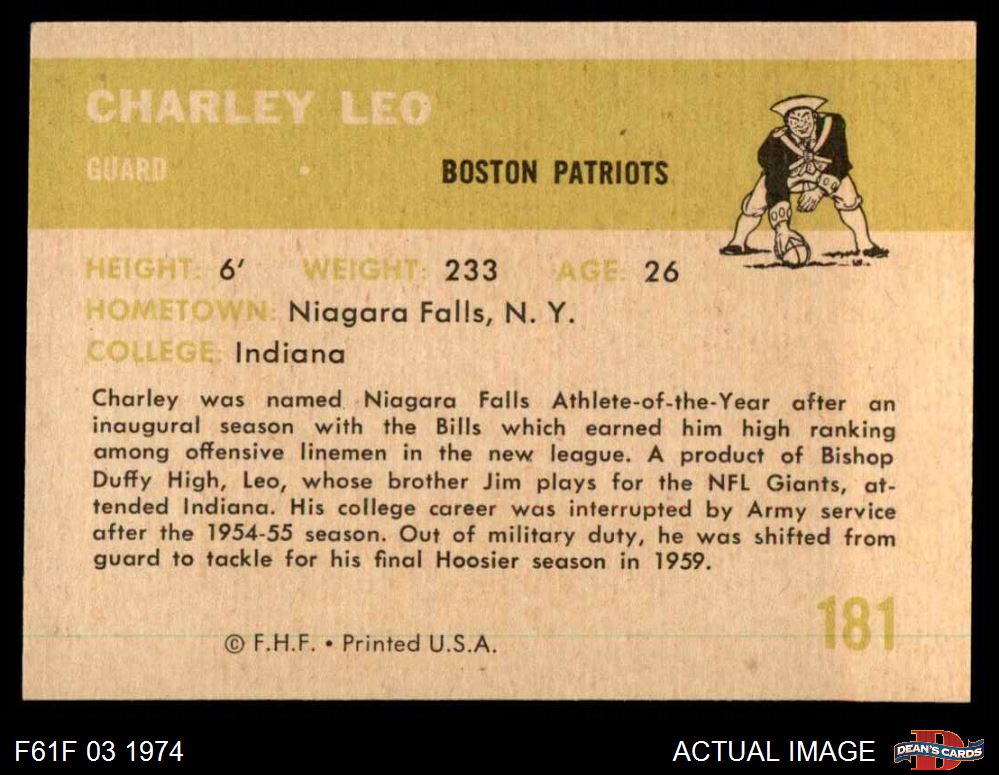 CHARLEY LEO
GUARD • BOSTON PATRIOTS
HEIGHT: 6' WEIGHT: 233 AGE: 26
HOMETOWN: Niagara Falls, N. Y.
COLLEGE: Indiana
Charley was named Niagara Falls Athlete-of-the-Year after an
inaugural season with the Bills which earned him high ranking
among offensive linemen in the new league. A product of Bishop
Duffy High, Leo, whose brother Jim plays for the NFL Giants, at-
tended Indiana. His college career was interrupted by Army service
after the 1954-55 season. Out of military duty, he was shifted from
guard to tackle for his final Hoosier season in 1959.
181
© F.H.F. • Printed U.S.A.
F61F 03 1974
ACTUAL IMAGE
D
DEAN'S CARDS